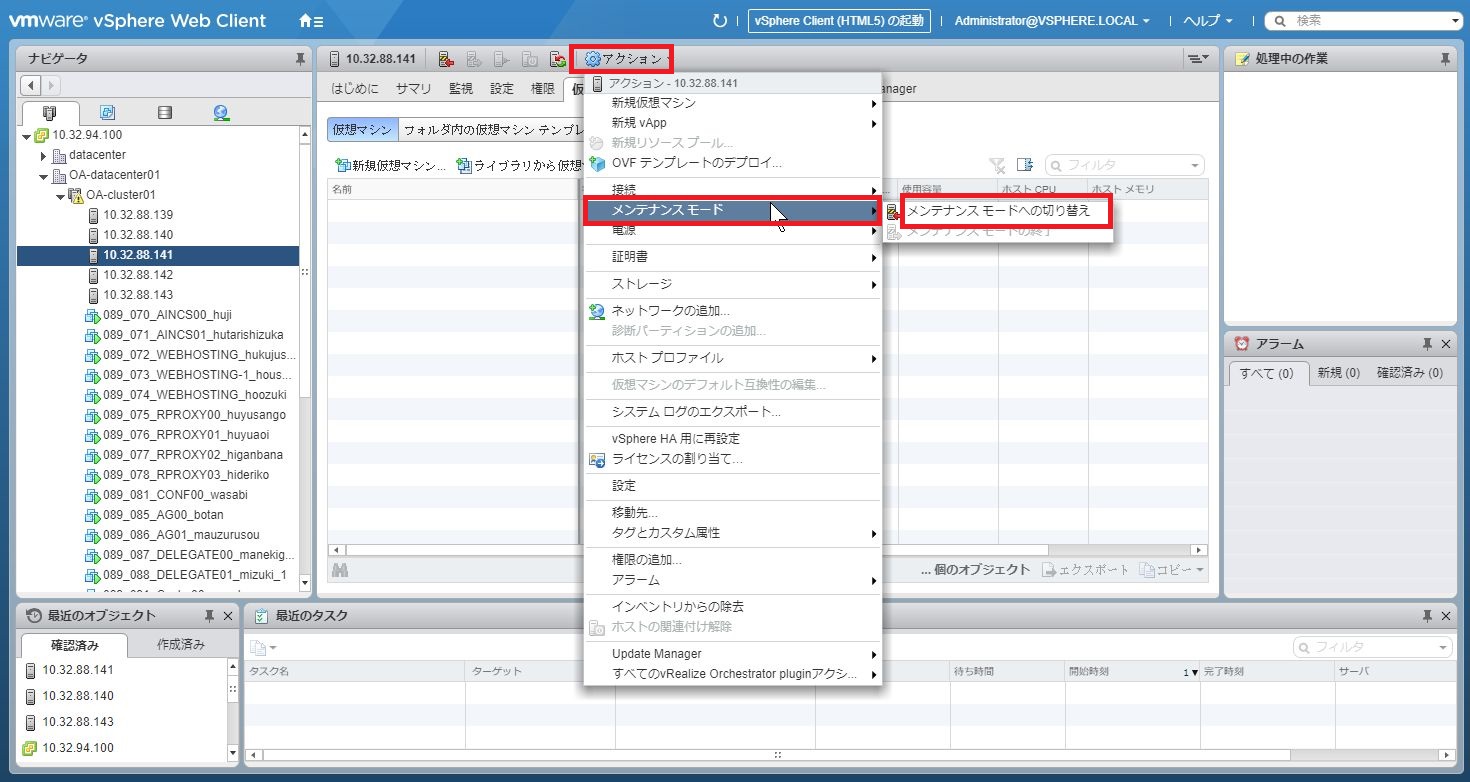 vmware® vSphere Web Client
vSphere Client (HTML5) の起動
Administrator@VSPHERE.LOCAL
ヘルプ
検索
ナビゲータ
10.32.94.100
datacenter
OA-datacenter01
OA-cluster01
10.32.88.139
10.32.88.140
10.32.88.141
10.32.88.142
10.32.88.143
089_070_AINCS00_huji
089_071_AINCS01_hutarishizuka
089_072_WEBHOSTING_hukujus...
089_073_WEBHOSTING-1_hous...
089_074_WEBHOSTING_hoozuki
089_075_RPROXY00_huyusango
089_076_RPROXY01_huyuaoi
089_077_RPROXY02_higanbana
089_078_RPROXY03_hideriko
089_081_CONF00_wasabi
089_085_AG00_botan
089_086_AG01_mauzurusou
089_087_DELEGATE00_manekig...
089_088_DELEGATE01_mizuki_1
10.32.88.141
アクション
はじめに サマリ 監視 設定 権限 仮
anager
仮想マシン フォルダ内の仮想マシン テンプレ
新規仮想マシン... ライブラリから仮想
フィルタ
名前
使用容量 ホスト CPU ホスト メモリ
アクション - 10.32.88.141
新規仮想マシン
新規 vApp
新規リソース プール...
OVF テンプレートのデプロイ...
接続
メンテナンス モード
メンテナンス モードへの切り替え
メンテナンス モードの終了
電源
証明書
ストレージ
ネットワークの追加...
診断パーティションの追加...
ホスト プロファイル
仮想マシンのデフォルト互換性の編集...
システム ログのエクスポート...
vSphere HA 用に再設定
ライセンスの割り当て...
設定
移動先...
タグとカスタム属性
権限の追加...
アラーム
インベントリからの除去
ホストの関連付け解除
Update Manager
すべてのvRealize Orchestrator pluginアクシ...
... 個のオブジェクト エクスポート コピー
処理中の作業
アラーム
すべて (0) 新規 (0) 確認済み (0)
最近のオブジェクト
確認済み 作成済み
10.32.88.141
10.32.88.140
10.32.88.143
10.32.94.100
最近のタスク
フィルタ
タスク名 ターゲット 待ち時間 開始時刻 1▼ 完了時刻 サーバ